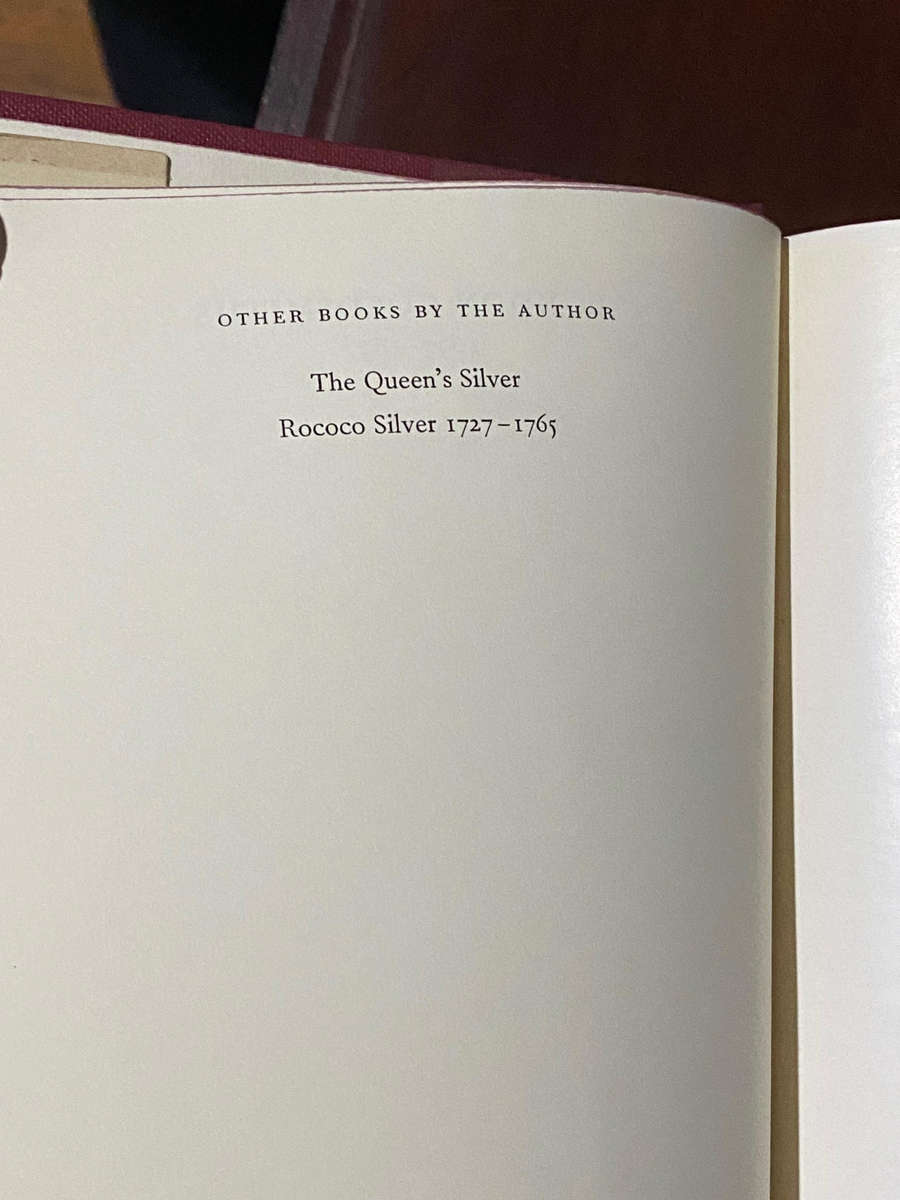 OTHER BOOKS BY THE AUTHOR
The Queen's Silver
Rococo Silver 1727–1765